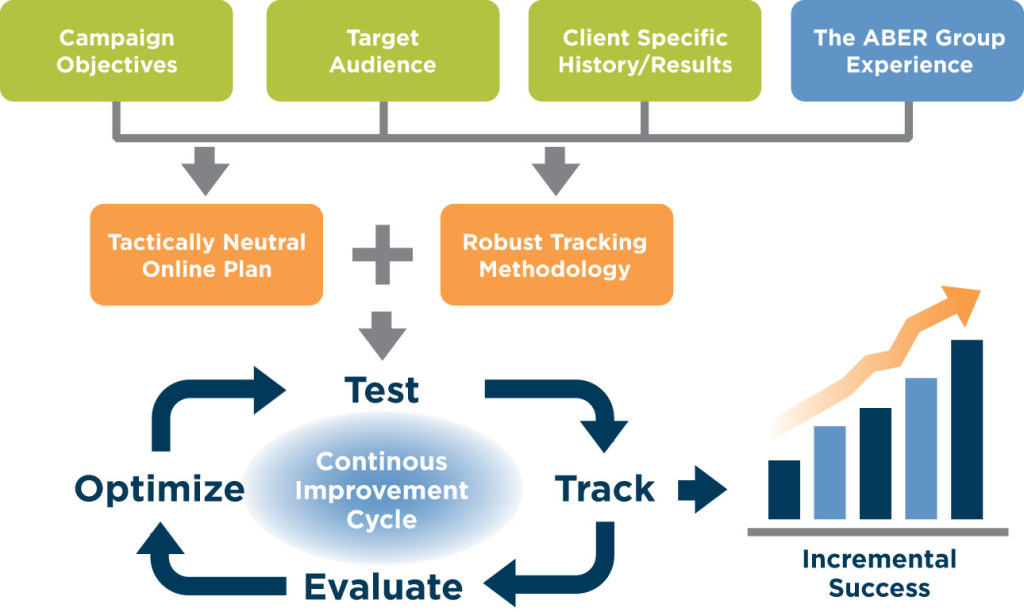 Campaign
Objectives
Target
Audience
Client Specific
History/Results
The ABER Group
Experience
Tactically Neutral
Online Plan
Robust Tracking
Methodology
Test
Continous
Improvement
Cycle
Optimize
Track
Evaluate
Incremental
Success